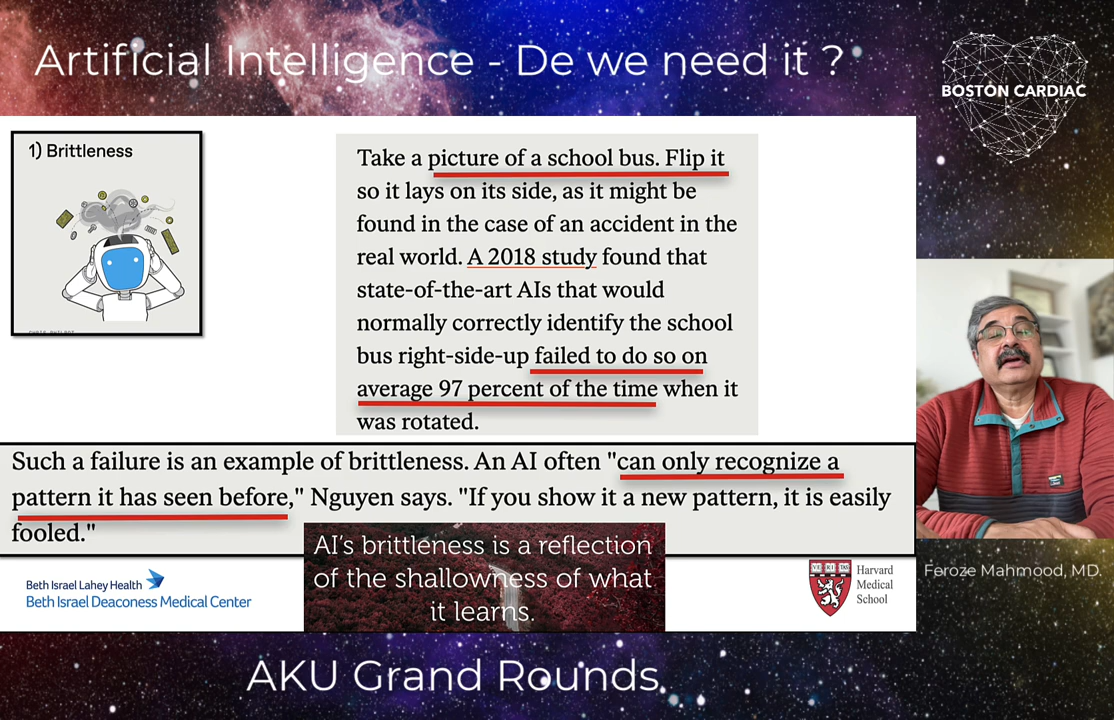 Artificial Intelligence - De we need it ?
BOSTON CARDIAC
1) Brittleness
Take a picture of a school bus. Flip it
so it lays on its side, as it might be
found in the case of an accident in the
real world. A 2018 study found that
state-of-the-art AIs that would
normally correctly identify the school
bus right-side-up failed to do so on
average 97 percent of the time when it
was rotated.
Such a failure is an example of brittleness. An AI often "can only recognize a
pattern it has seen before," Nguyen says. "If you show it a new pattern, it is easily
fooled."
AI's brittleness is a reflection
of the shallowness of what
it learns.
Beth Israel Lahey Health
Beth Israel Deaconess Medical Center
VE RI TAS
Harvard
Medical
School
Feroze Mahmood, MD.
AKU Grand Rounds